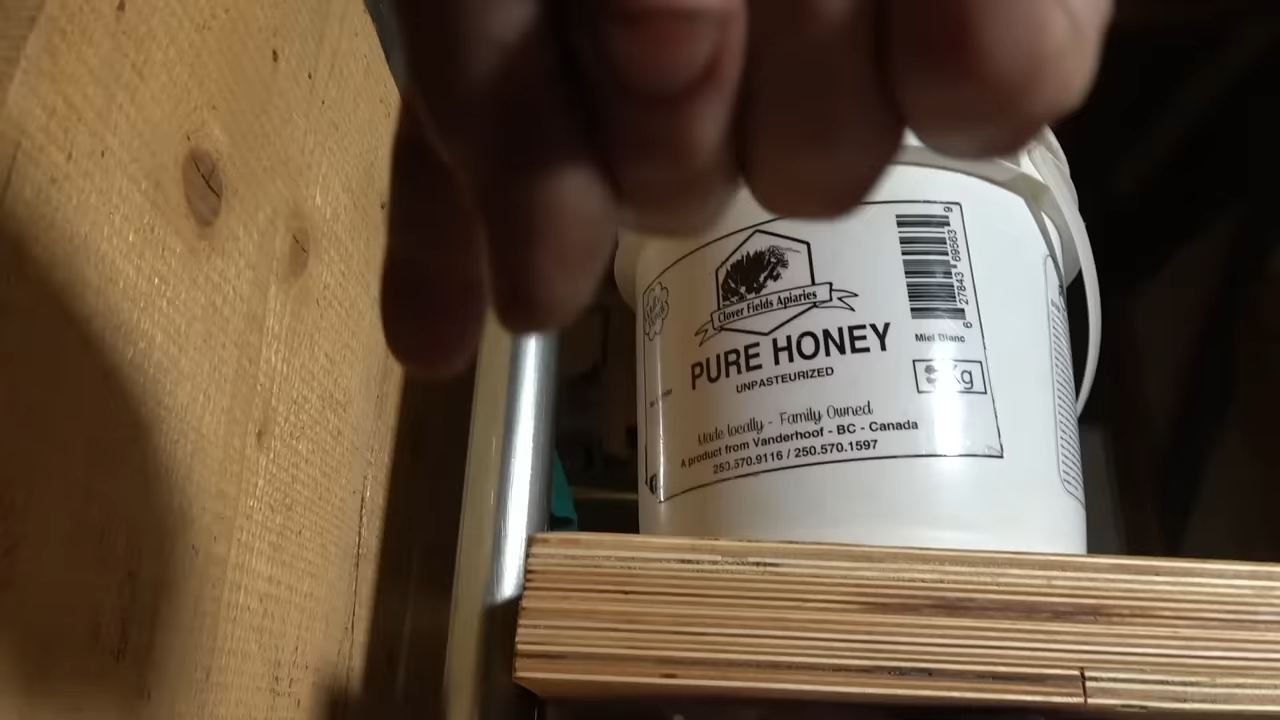 Clover Fields Apiaries
PURE HONEY
UNPASTEURIZED
Made locally - Family Owned
A product from Vanderhoof - BC - Canada
250.570.9116 / 250.570.1597
6 27843 69563 9
Miel Blanc
Kg